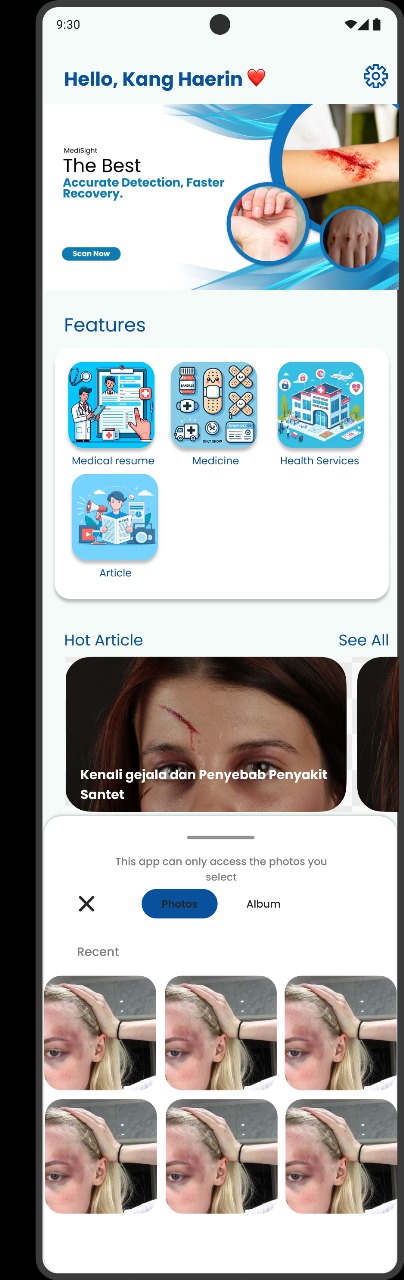 9:30
Hello, Kang Haerin ❤️
MediSight
The Best
Accurate Detection, Faster
Recovery.
Scan Now
Features
Medical resume
Medicine
Health Services
Article
Hot Article
See All
Kenali gejala dan Penyebab Penyakit
Santet
This app can only access the photos you
select
Photos
Album
Recent